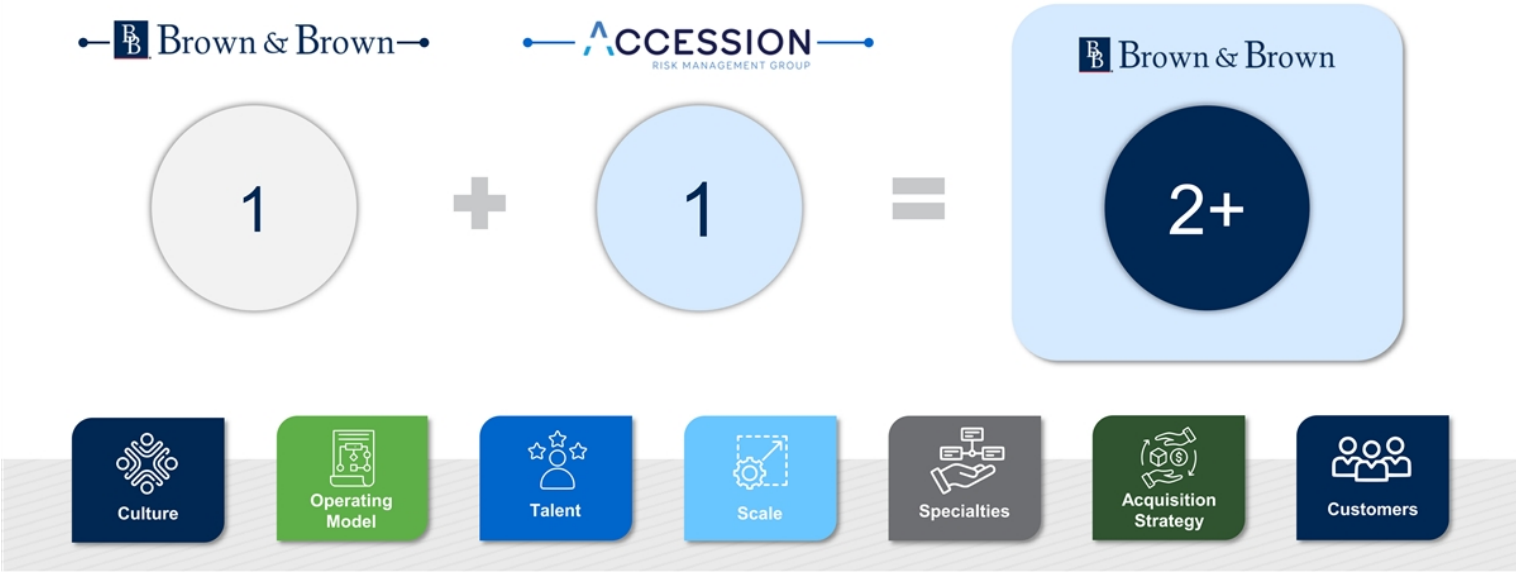 B
B Brown & Brown
ACCESSION
RISK MANAGEMENT GROUP
B
B Brown & Brown
1
+
1
=
2+
Culture
Operating
Model
Talent
Scale
Specialties
Acquisition
Strategy
Customers